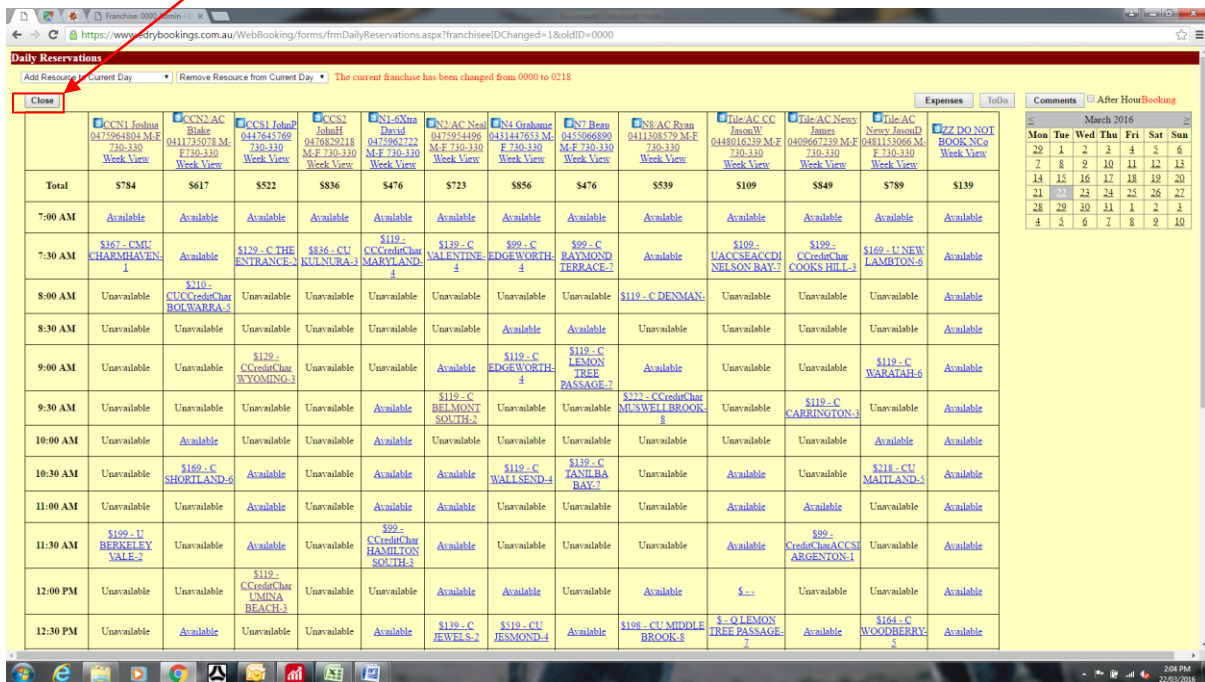 Franchise: 0000
https://www.edrybookings.com.au/WebBooking/forms/frmDailyReservations.aspx?franchiseeIDChanged=1&oldID=0000
Daily Reservations
Add Resource to Current Day Remove Resource from Current Day The current franchise has been changed from 0000 to 0218
Close Expenses ToDo Comments After HourBooking
CCN1 Joshua
0475964804 M-F
730-330
Week View
CCN2/AC
Blake
0411735078 M-
F730-330
Week View
CCS1 JohnP
0447645769
730-330
Week View
CCS2
JohnH
0476829218
M-F 730-330
Week View
N1-6Xtra
David
0475962722
M-F 730-330
Week View
N2/AC Neal
0475954496
M-F 730-330
Week View
N4 Grahame
0431447653 M-
F 730-330
Week View
N7 Beau
0455066890
M-F 730-330
Week View
N8/AC Ryan
0411308579 M-F
730-330
Week View
Tile/AC CC
JasonW
0448016239 M-F
730-330
Week View
Tile/AC Newy
James
0409667239 M-F
730-330
Week View
Tile/AC
Newy JasonD
0481153066 M-
F 730-330
Week View
ZZ DO NOT
BOOK NCo
Week View
Total $784 $617 $522 $836 $476 $723 $856 $476 $539 $109 $849 $789 $139
7:00 AM Available Available Available Available Available Available Available Available Available Available Available Available Available
7:30 AM
$367 - CMU
CHARMHAVEN-
1
Available
$129 - C THE
ENTRANCE-2
$836 - CU
KULNURA-3
$119 -
CCCreditChar
MARYLAND-
4
$139 - C
VALENTINE-
4
$99 - C
EDGEWORTH-
4
$99 - C
RAYMOND
TERRACE-7
Available
$109 -
UACCSEACCDI
NELSON BAY-7
$199 -
CCreditChar
COOKS HILL-3
$169 - U NEW
LAMBTON-6
Available
8:00 AM
Unavailable
$210 -
CUCCreditChar
BOLWARRA-5
Unavailable Unavailable Unavailable Unavailable Unavailable Unavailable
$119 - C DENMAN-
Unavailable Unavailable Unavailable Available
8:30 AM Unavailable Unavailable Unavailable Unavailable Unavailable Unavailable Available Available Unavailable Unavailable Unavailable Unavailable Available
9:00 AM
Unavailable Unavailable
$129 -
CCreditChar
WYOMING-3
Unavailable Unavailable Available
$119 - C
EDGEWORTH-
4
$119 - C
LEMON
TREE
PASSAGE-7
Available Unavailable Unavailable
$119 - C
WARATAH-6
Available
9:30 AM
Unavailable Unavailable Unavailable Unavailable Available
$119 - C
BELMONT
SOUTH-2
Unavailable Unavailable
$222 - CCreditChar
MUSWELLBROOK-
8
Unavailable
$119 - C
CARRINGTON-3
Unavailable Available
10:00 AM Unavailable Available Unavailable Unavailable Available Unavailable Unavailable Unavailable Unavailable Unavailable Unavailable Available Available
10:30 AM
Unavailable
$169 - C
SHORTLAND-6
Available Unavailable Available Available
$119 - C
WALLSEND-4
$139 - C
TANILBA
BAY-7
Unavailable Available Unavailable
$218 - CU
MAITLAND-5
Available
11:00 AM Unavailable Unavailable Available Unavailable Available Available Unavailable Unavailable Unavailable Available Available Unavailable Available
11:30 AM
$199 - U
BERKELEY
VALE-2
Unavailable Available Unavailable
$99 -
CCreditChar
HAMILTON
SOUTH-3
Available Unavailable Unavailable Unavailable Available
$99 -
CreditCharACCSI
ARGENTON-1
Unavailable Available
12:00 PM
Unavailable Unavailable
$119 -
CCreditChar
UMINA
BEACH-3
Unavailable Unavailable Available Available Unavailable Available
$ - -
Unavailable Unavailable Available
12:30 PM
Unavailable Available Unavailable Unavailable Available
$139 - C
JEWELS-2
$519 - CU
JESMOND-4
Available
$198 - CU MIDDLE
BROOK-8
$ - Q LEMON
TREE PASSAGE-
7
Available
$164 - C
WOODBERRY-
5
Available
< March 2016 >
Mon Tue Wed Thu Fri Sat Sun
29 1 2 3 4 5 6
7 8 9 10 11 12 13
14 15 16 17 18 19 20
21 22 23 24 25 26 27
28 29 30 31 1 2 3
4 5 6 7 8 9 10
2:04 PM
22/03/2016